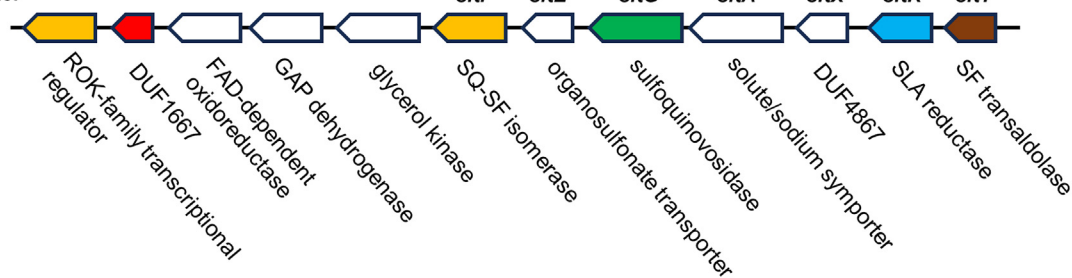 ROK-family transcriptional
regulator
DUF1667
FAD-dependent
oxidoreductase
GAP dehydrogenase
glycerol kinase
SQ-SF isomerase
organosulfonate transporter
sulfoquinovosidase
solute/sodium symporter
DUF4867
SLA reductase
SF transaldolase